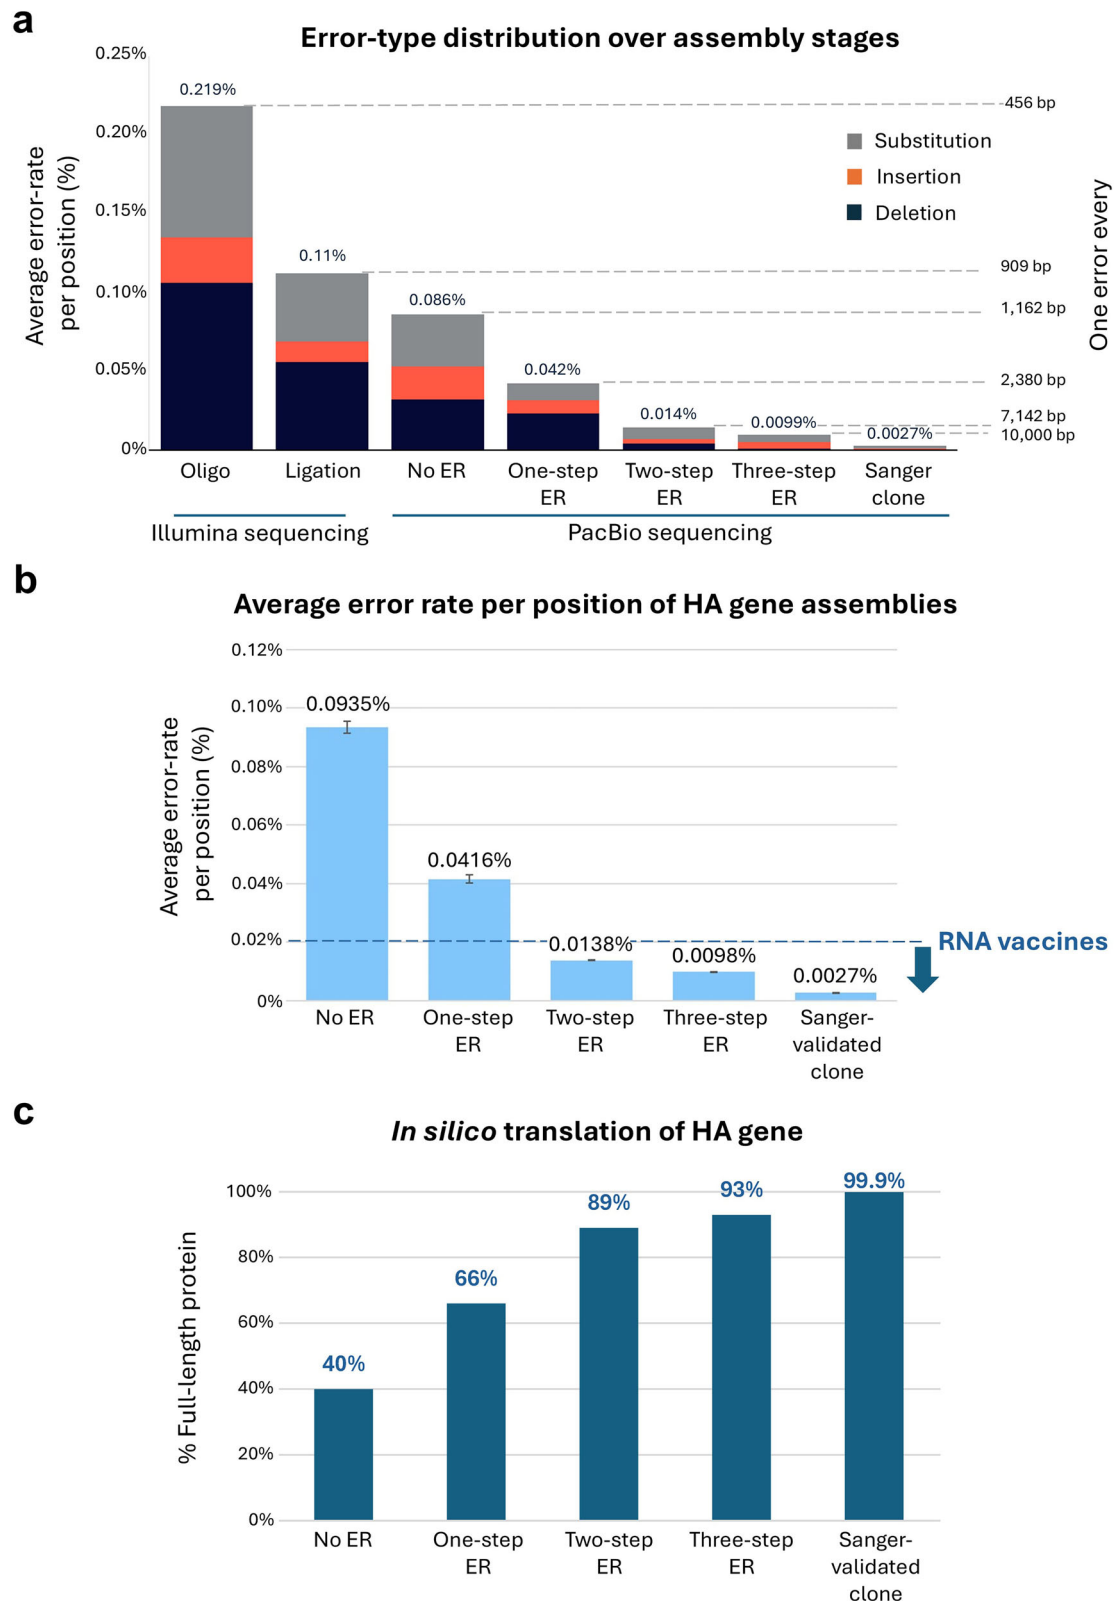 a
Error-type distribution over assembly stages
Average error-rate
per position (%)
0.25%
0.20%
0.15%
0.10%
0.05%
0%
0.219%
0.11%
0.086%
0.042%
0.014%
0.0099%
0.0027%
456 bp
909 bp
1,162 bp
2,380 bp
7,142 bp
10,000 bp
One error every
Substitution
Insertion
Deletion
Oligo
Ligation
No ER
One-step
ER
Two-step
ER
Three-step
ER
Sanger
clone
Illumina sequencing
PacBio sequencing
b
Average error rate per position of HA gene assemblies
Average error-rate
per position (%)
0.12%
0.10%
0.08%
0.06%
0.04%
0.02%
0%
0.0935%
0.0416%
0.0138%
0.0098%
0.0027%
RNA vaccines
No ER
One-step
ER
Two-step
ER
Three-step
ER
Sanger-
validated
clone
c
In silico translation of HA gene
% Full-length protein
100%
80%
60%
40%
20%
0%
40%
66%
89%
93%
99.9%
No ER
One-step
ER
Two-step
ER
Three-step
ER
Sanger-
validated
clone